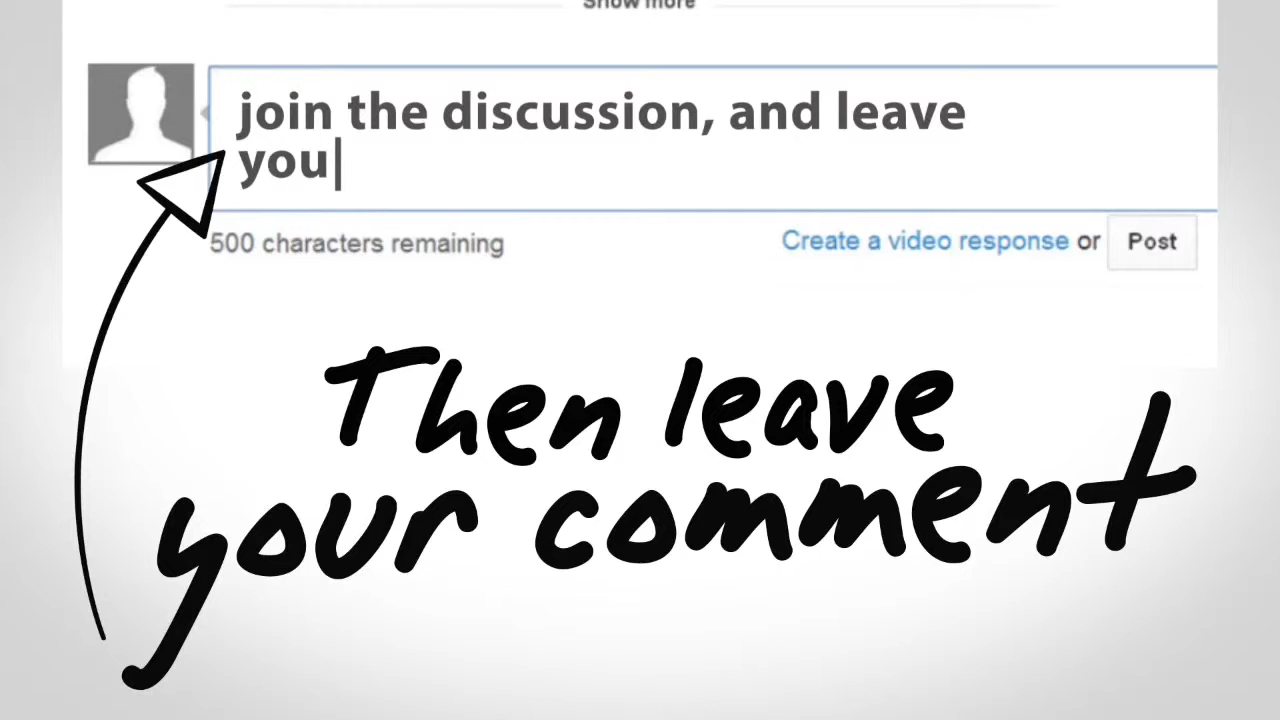 Show more
join the discussion, and leave
you
500 characters remaining
Create a video response or Post
Then leave
your comment